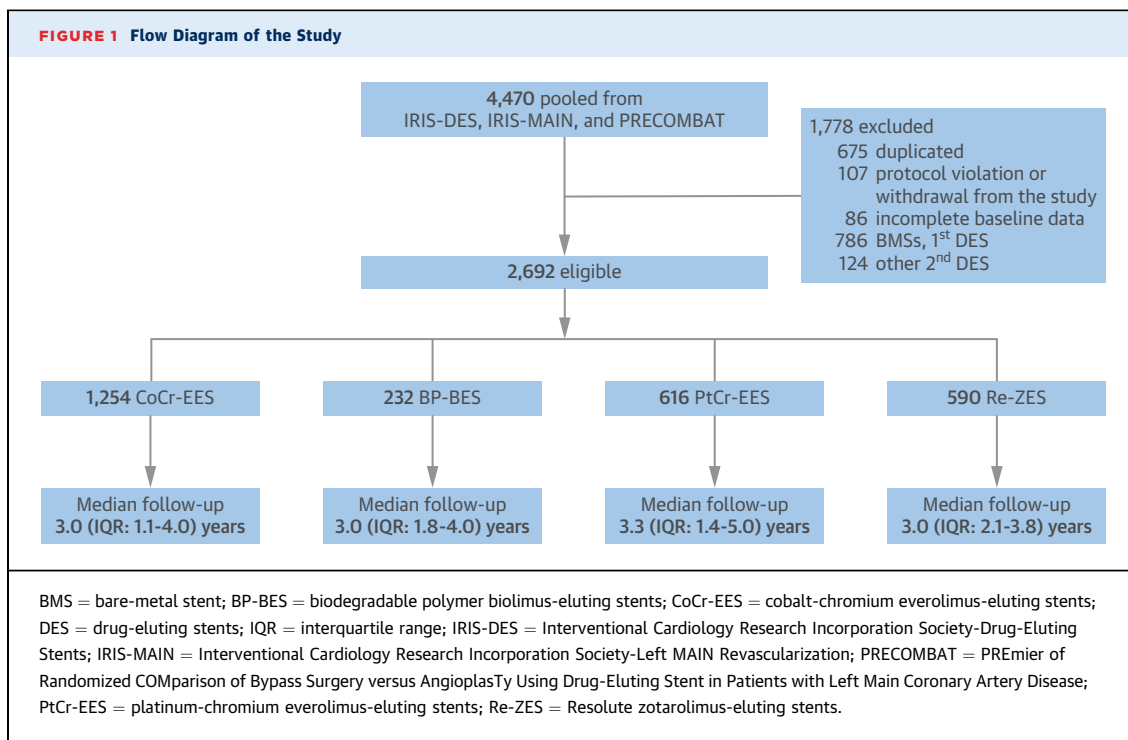 FIGURE 1 Flow Diagram of the Study
4,470 pooled from
IRIS-DES, IRIS-MAIN, and PRECOMBAT
1,778 excluded
675 duplicated
107 protocol violation or
withdrawal from the study
86 incomplete baseline data
786 BMSs, 1st DES
124 other 2nd DES
2,692 eligible
1,254 CoCr-EES
232 BP-BES
616 PtCr-EES
590 Re-ZES
Median follow-up
3.0 (IQR: 1.1-4.0) years
Median follow-up
3.0 (IQR: 1.8-4.0) years
Median follow-up
3.3 (IQR: 1.4-5.0) years
Median follow-up
3.0 (IQR: 2.1-3.8) years
BMS = bare-metal stent; BP-BES = biodegradable polymer biolimus-eluting stents; CoCr-EES = cobalt-chromium everolimus-eluting stents;
DES = drug-eluting stents; IQR = interquartile range; IRIS-DES = Interventional Cardiology Research Incorporation Society-Drug-Eluting
Stents; IRIS-MAIN = Interventional Cardiology Research Incorporation Society-Left MAIN Revascularization; PRECOMBAT = PREmier of
Randomized COMparison of Bypass Surgery versus AngioplasTy Using Drug-Eluting Stent in Patients with Left Main Coronary Artery Disease;
PtCr-EES = platinum-chromium everolimus-eluting stents; Re-ZES = Resolute zotarolimus-eluting stents.